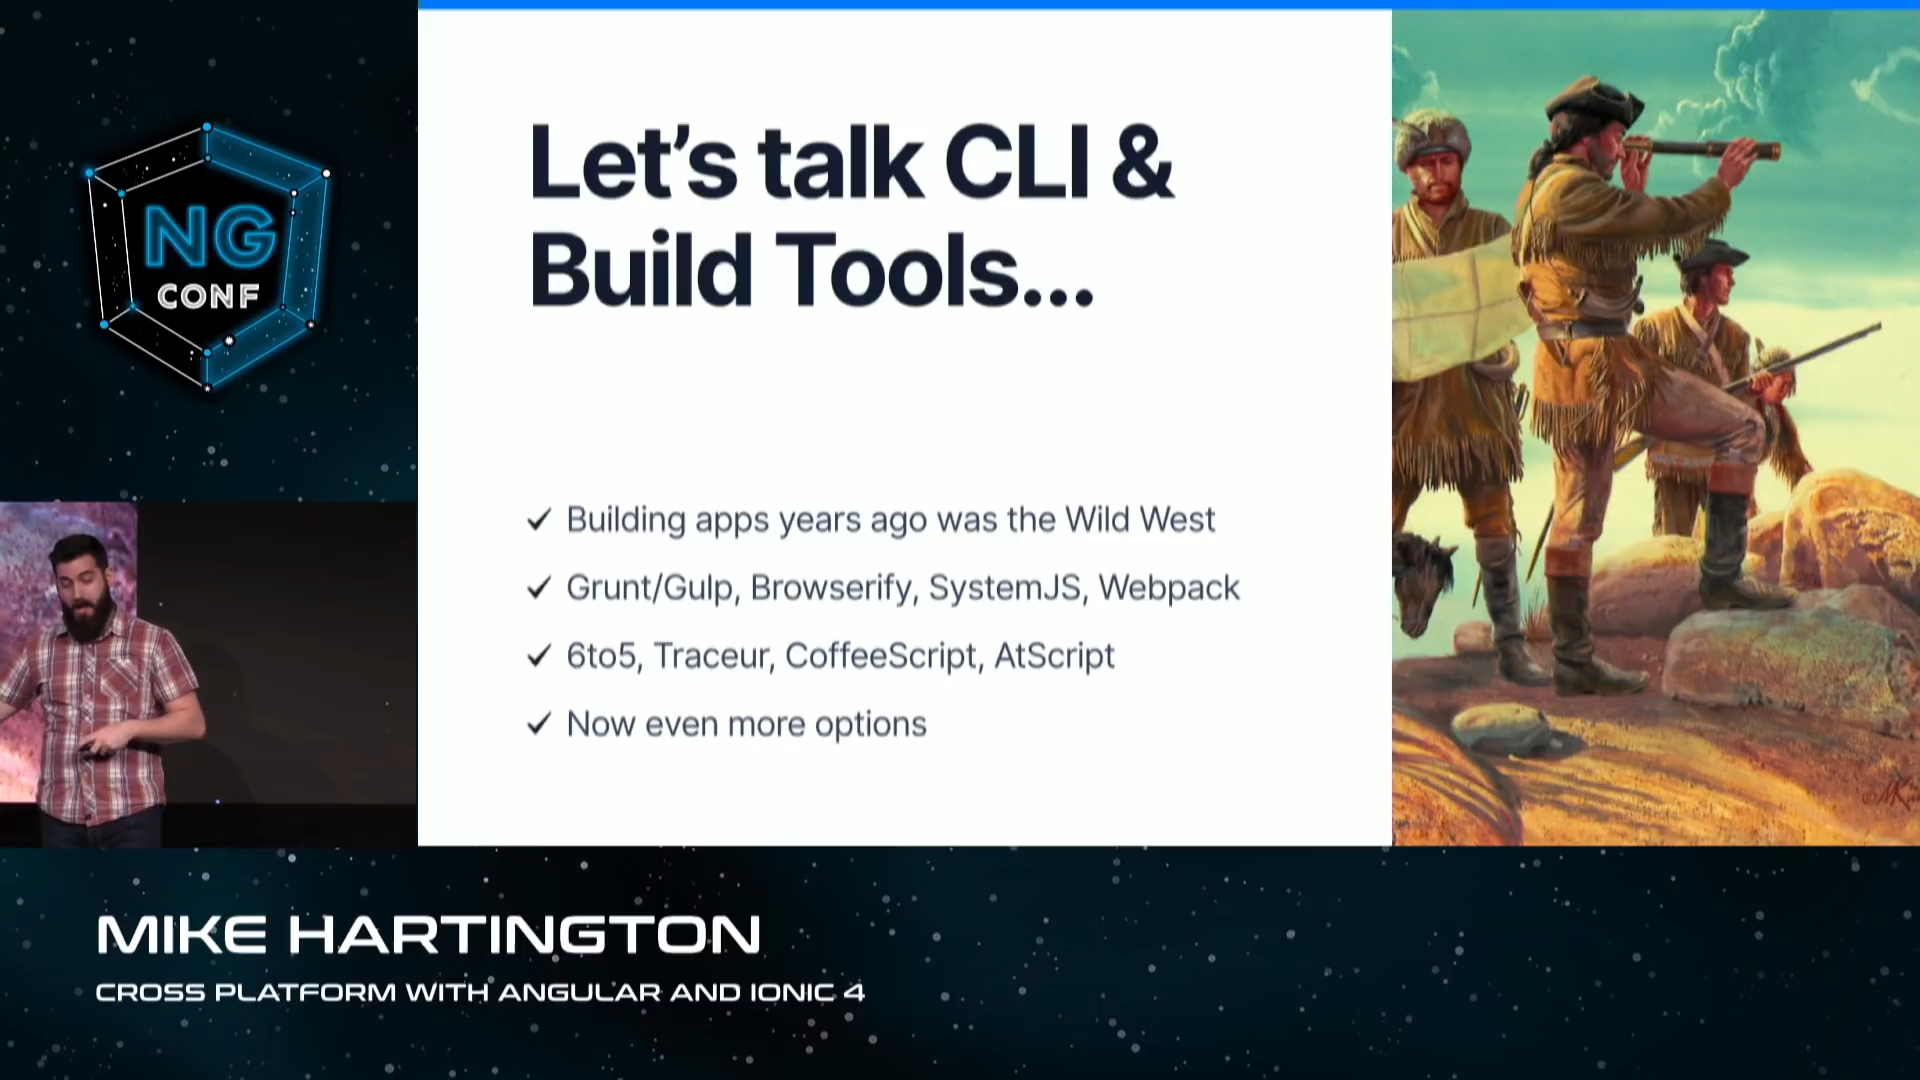 NG
CONF
Let's talk CLI &
Build Tools...
✓ Building apps years ago was the Wild West
✓ Grunt/Gulp, Browserify, SystemJS, Webpack
✓ 6to5, Traceur, CoffeeScript, AtScript
✓ Now even more options
MIKE HARTINGTON
CROSS PLATFORM WITH ANGULAR AND IONIC 4